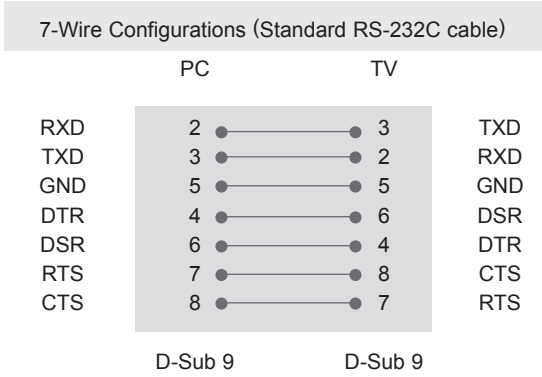 7-Wire Configurations (Standard RS-232C cable)
PC TV
RXD 2 3 TXD
TXD 3 2 RXD
GND 5 5 GND
DTR 4 6 DSR
DSR 6 4 DTR
RTS 7 8 CTS
CTS 8 7 RTS
D-Sub 9 D-Sub 9